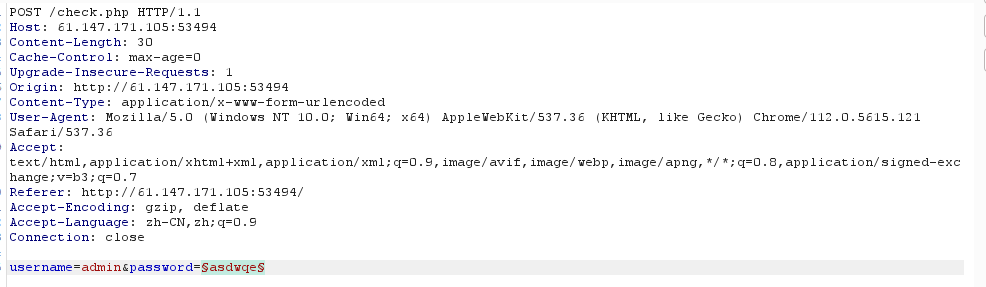 POST /check.php HTTP/1.1
Host: 61.147.171.105:53494
Content-Length: 30
Cache-Control: max-age=0
Upgrade-Insecure-Requests: 1
Origin: http://61.147.171.105:53494
Content-Type: application/x-www-form-urlencoded
User-Agent: Mozilla/5.0 (Windows NT 10.0; Win64; x64) AppleWebKit/537.36 (KHTML, like Gecko) Chrome/112.0.5615.121
Safari/537.36
Accept:
text/html,application/xhtml+xml,application/xml;q=0.9,image/avif,image/webp,image/apng,*/*;q=0.8,application/signed-exc
hange;v=b3;q=0.7
Referer: http://61.147.171.105:53494/
Accept-Encoding: gzip, deflate
Accept-Language: zh-CN,zh;q=0.9
Connection: close
username=admin&password=§asdwqe§